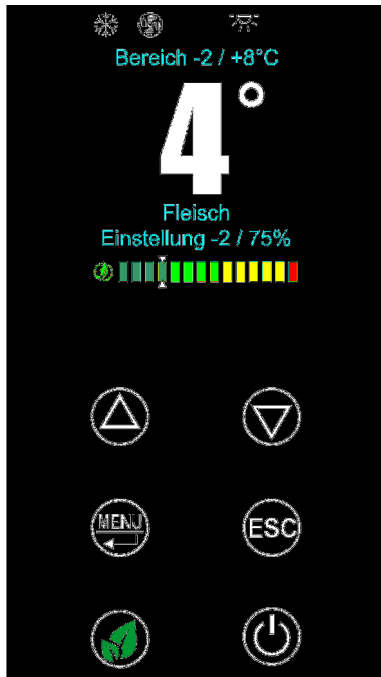 Bereich -2 / +8°C
4°
Fleisch
Einstellung -2 / 75%
MENU
ESC